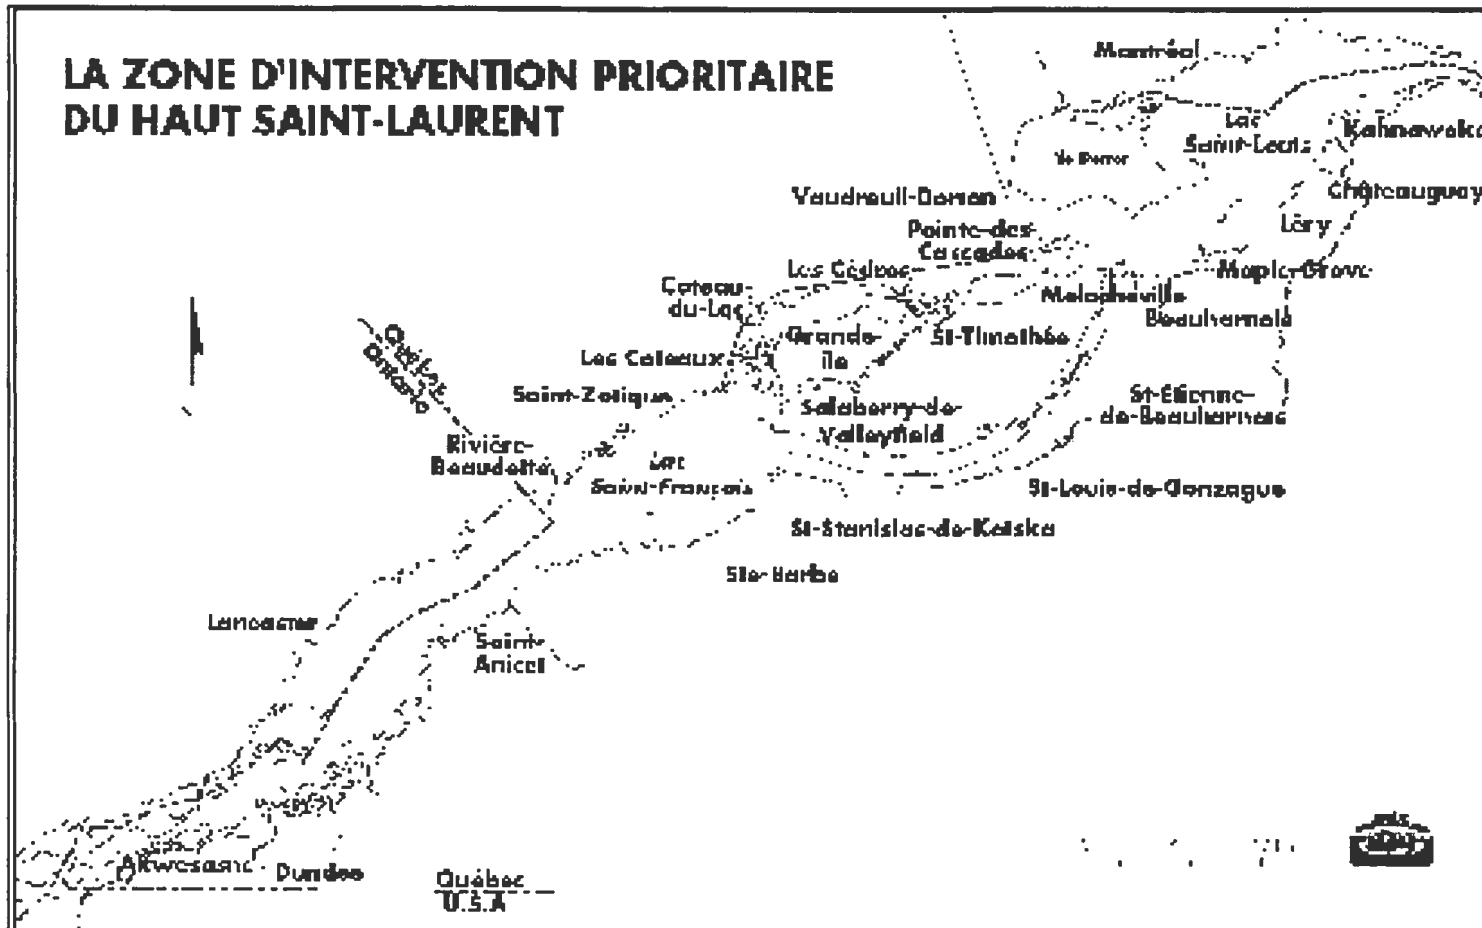 LA ZONE D'INTERVENTION PRIORITAIRE
DU HAUT SAINT-LAURENT
Montréal
Lac
Saint-Louis
Kahnawake
Île Perrot
Châteauguay
Vaudreuil-Dorion
Léry
Pointe-des-
Cascades
Les Cèdres
Maple-Grove
Coteau-
du-Lac
Melocheville
Beauharnois
Grande-
île
St-Timothée
Québec
Ontario
Les Coteaux
Saint-Zotique
Salaberry-de-
Valleyfield
St-Étienne-
de-Beauharnois
Rivière-
Beaudette
Lac
Saint-François
St-Louis-de-Gonzague
St-Stanislas-de-Kotska
Ste-Barbe
Lancaster
Saint-
Anicet
Akwesasne
Dundee
Québec
U.S.A